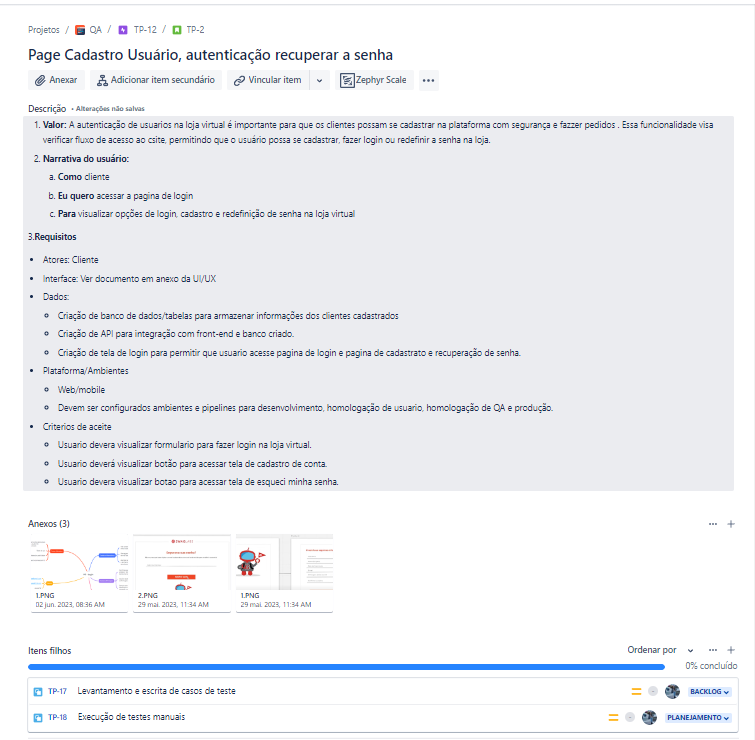 Projetos / QA / TP-12 / TP-2
Page Cadastro Usuário, autenticação recuperar a senha
Anexar Adicionar item secundário Vincular item Zephyr Scale
Descrição • Alterações não salvas
1. Valor: A autenticação de usuarios na loja virtual é importante para que os clientes possam se cadastrar na plataforma com segurança e fazzer pedidos . Essa funcionalidade visa
verificar fluxo de acesso ao csite, permitindo que o usuário possa se cadastrar, fazer login ou redefinir a senha na loja.
2. Narrativa do usuário:
a. Como cliente
b. Eu quero acessar a pagina de login
c. Para visualizar opções de login, cadastro e redefinição de senha na loja virtual
3.Requisitos
• Atores: Cliente
• Interface: Ver documento em anexo da UI/UX
• Dados:
Criação de banco de dados/tabelas para armazenar informações dos clientes cadastrados
Criação de API para integração com front-end e banco criado.
Criação de tela de login para permitir que usuario acesse pagina de login e pagina de cadastrato e recuperação de senha.
• Plataforma/Ambientes
Web/mobile
Devem ser configurados ambientes e pipelines para desenvolvimento, homologação de usuario, homologação de QA e produção.
• Criterios de aceite
Usuario devera visualizar formulario para fazer login na loja virtual.
Usuario deverá visualizar botão para acessar tela de cadastro de conta.
Usuario devera visualizar botao para acessar tela de esqueci minha senha.
Anexos (3)
1.PNG 2.PNG 1.PNG
02 jun. 2023, 08:36 AM 29 mai. 2023, 11:34 AM 29 mai. 2023, 11:34 AM
Itens filhos Ordenar por
0% concluído
TP-17 Levantamento e escrita de casos de teste BACKLOG
TP-18 Execução de testes manuais PLANEJAMENTO